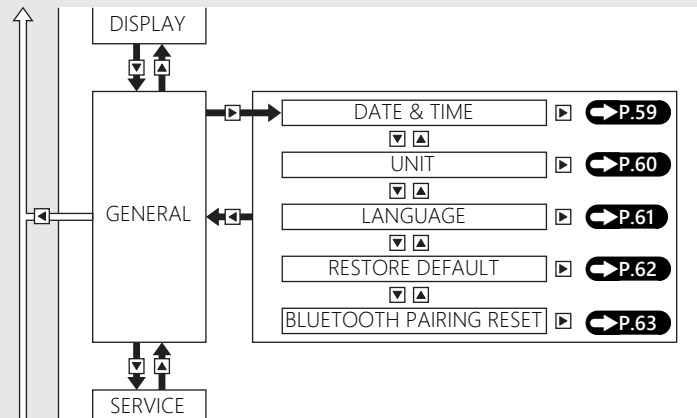 DISPLAY
GENERAL
DATE & TIME P.59
UNIT P.60
LANGUAGE P.61
RESTORE DEFAULT P.62
BLUETOOTH PAIRING RESET P.63
SERVICE